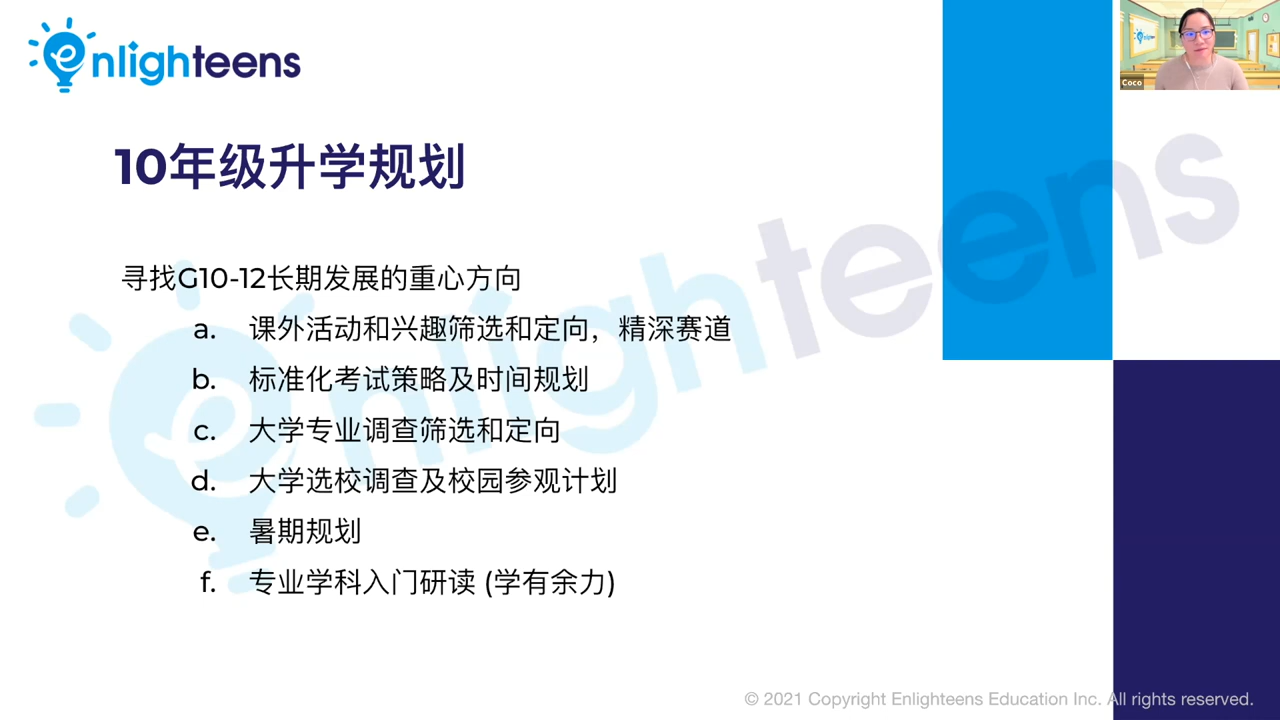 enlighteens
Coco
10年级升学规划
寻找G10-12长期发展的重心方向
a. 课外活动和兴趣筛选和定向，精深赛道
b. 标准化考试策略及时间规划
c. 大学专业调查筛选和定向
d. 大学选校调查及校园参观计划
e. 暑期规划
f. 专业学科入门研读 (学有余力)
enlighteens
© 2021 Copyright Enlighteens Education Inc. All rights reserved.